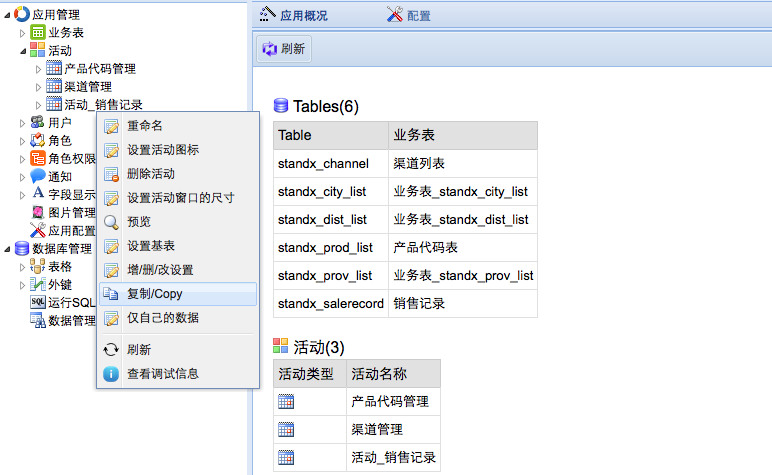 应用管理
业务表
活动
产品代码管理
渠道管理
活动_销售记录
用户
角色
角色权限
通知
字段显示
图片管理
应用配置
数据库管理
表格
外键
SQL 运行SQL
数据管理
重命名
设置活动图标
删除活动
设置活动窗口的尺寸
预览
设置基表
增/删/改设置
复制/Copy
仅自己的数据
刷新
查看调试信息
应用概况 配置
刷新
Tables(6)
Table 业务表
standx_channel 渠道列表
standx_city_list 业务表_standx_city_list
standx_dist_list 业务表_standx_dist_list
standx_prod_list 产品代码表
standx_prov_list 业务表_standx_prov_list
standx_salerecord 销售记录
活动(3)
活动类型 活动名称
产品代码管理
渠道管理
活动_销售记录